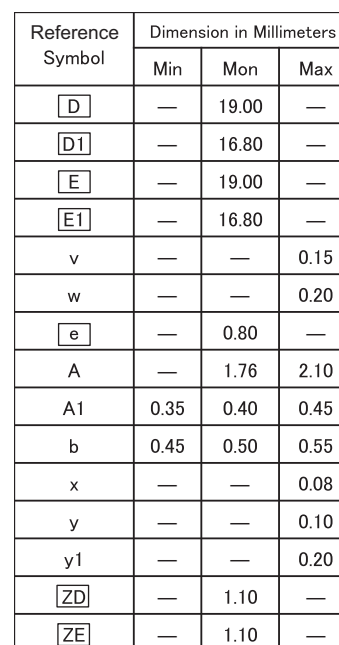 Reference Symbol Dimension in Millimeters
Min Mon Max
D — 19.00 —
D1 — 16.80 —
E — 19.00 —
E1 — 16.80 —
v — — 0.15
w — — 0.20
e — 0.80 —
A — 1.76 2.10
A1 0.35 0.40 0.45
b 0.45 0.50 0.55
x — — 0.08
y — — 0.10
y1 — — 0.20
ZD — 1.10 —
ZE — 1.10 —